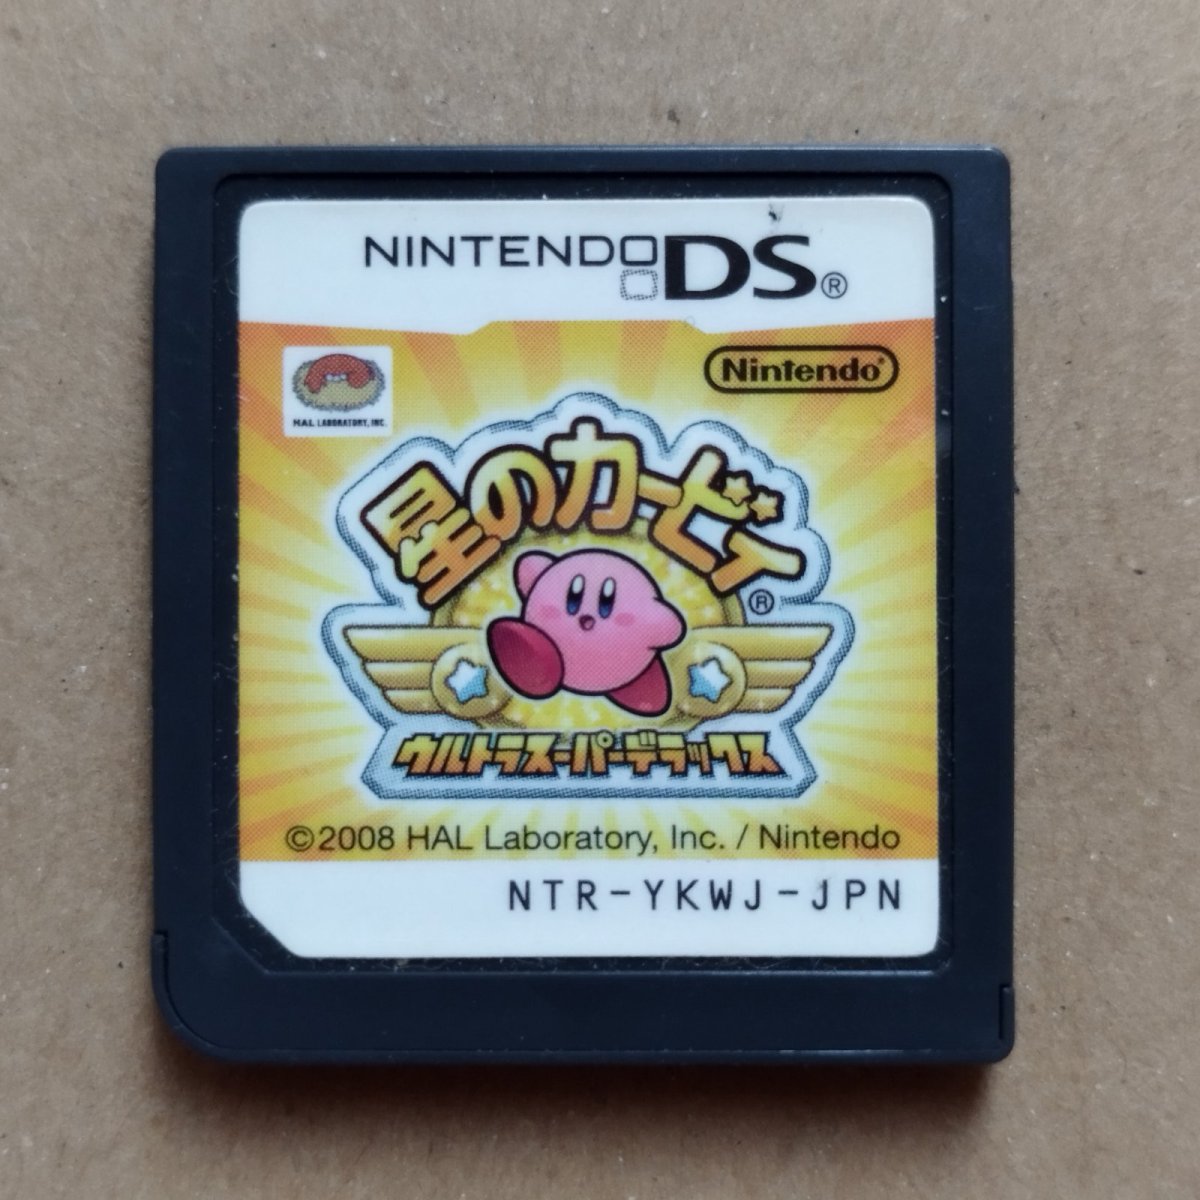 NINTENDO DS®
HAL LABORATORY, INC.
Nintendo®
星のカービィ®
ウルトラスーパーデラックス
©2008 HAL Laboratory, Inc. / Nintendo
NTR-YKWJ-JPN